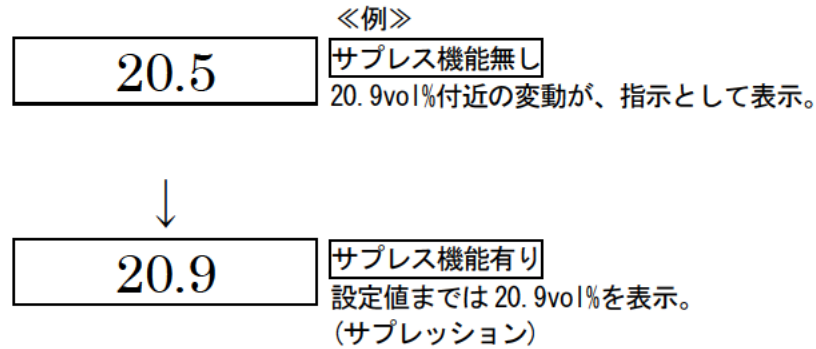 ≪例≫
20.5
サプレス機能無し
20.9vol%付近の変動が、指示として表示。
↓
20.9
サプレス機能有り
設定値までは 20.9vol%を表示。
(サプレッション)